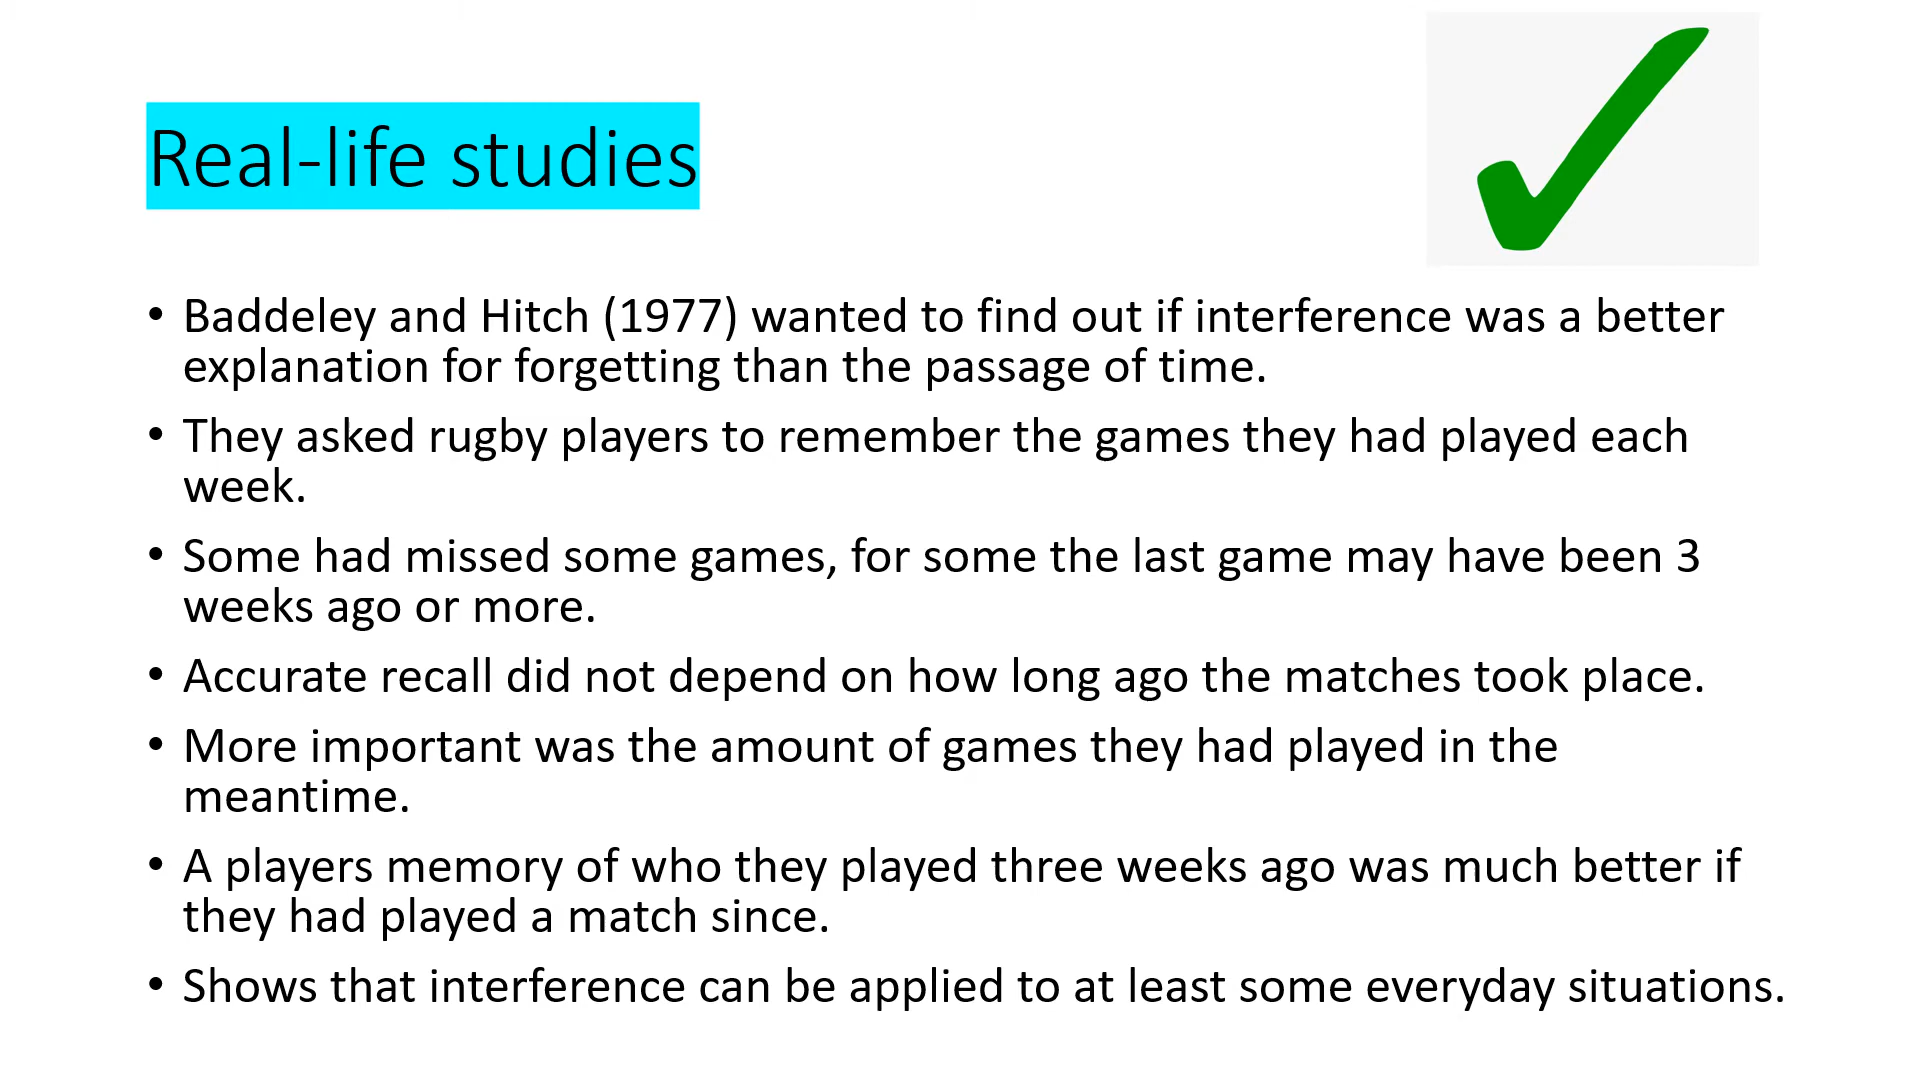 Real-life studies
• Baddeley and Hitch (1977) wanted to find out if interference was a better
explanation for forgetting than the passage of time.
• They asked rugby players to remember the games they had played each
week.
• Some had missed some games, for some the last game may have been 3
weeks ago or more.
• Accurate recall did not depend on how long ago the matches took place.
• More important was the amount of games they had played in the
meantime.
• A players memory of who they played three weeks ago was much better if
they had played a match since.
• Shows that interference can be applied to at least some everyday situations.